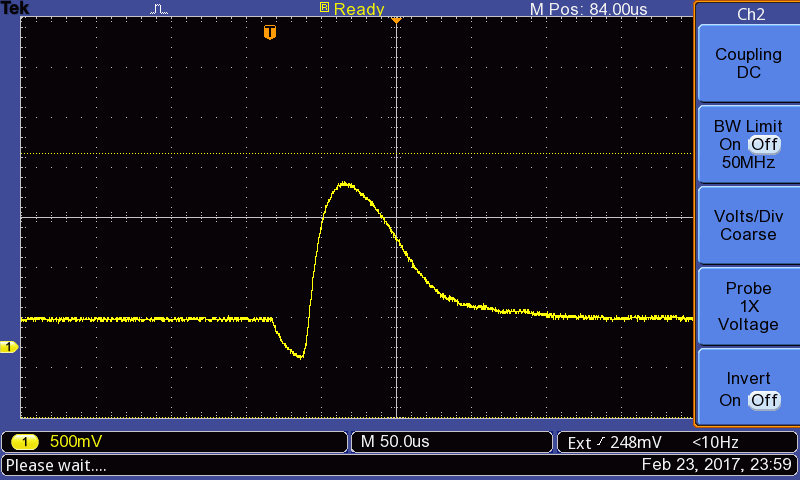 Tek
R Ready
M Pos: 84.00us
Ch2
T
Coupling
DC
BW Limit
On Off
50MHz
Volts/Div
Coarse
Probe
1X
Voltage
Invert
On Off
1
1 500mV
M 50.0us
Ext 248mV <10Hz
Please wait....
Feb 23, 2017, 23:59